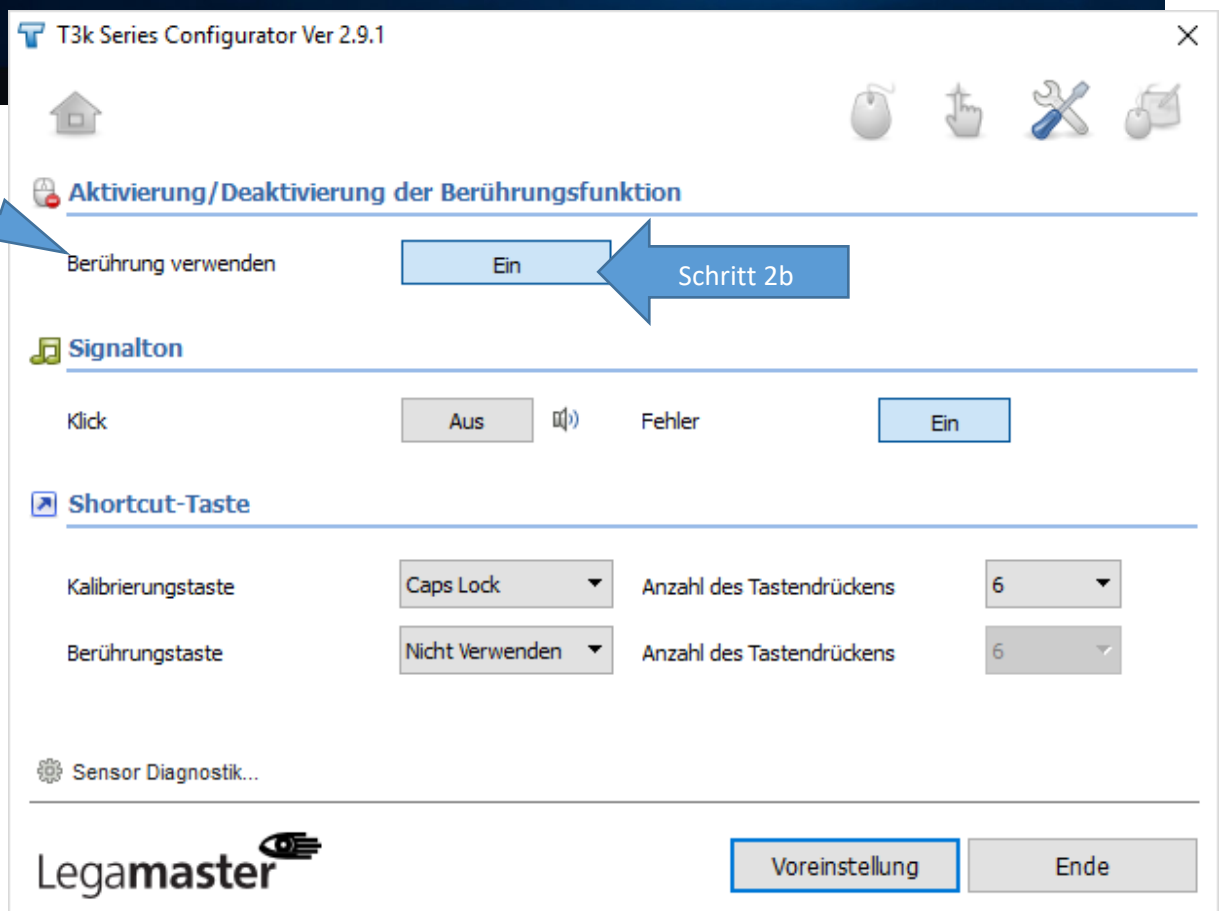 T3k Series Configurator Ver 2.9.1
Aktivierung/Deaktivierung der Berührungsfunktion
Berührung verwenden Ein Schritt 2b
Signalton
Klick Aus Fehler Ein
Shortcut-Taste
Kalibrierungstaste Caps Lock Anzahl des Tastendrückens 6
Berührungstaste Nicht Verwenden Anzahl des Tastendrückens 6
Sensor Diagnostik...
Legamaster Voreinstellung Ende